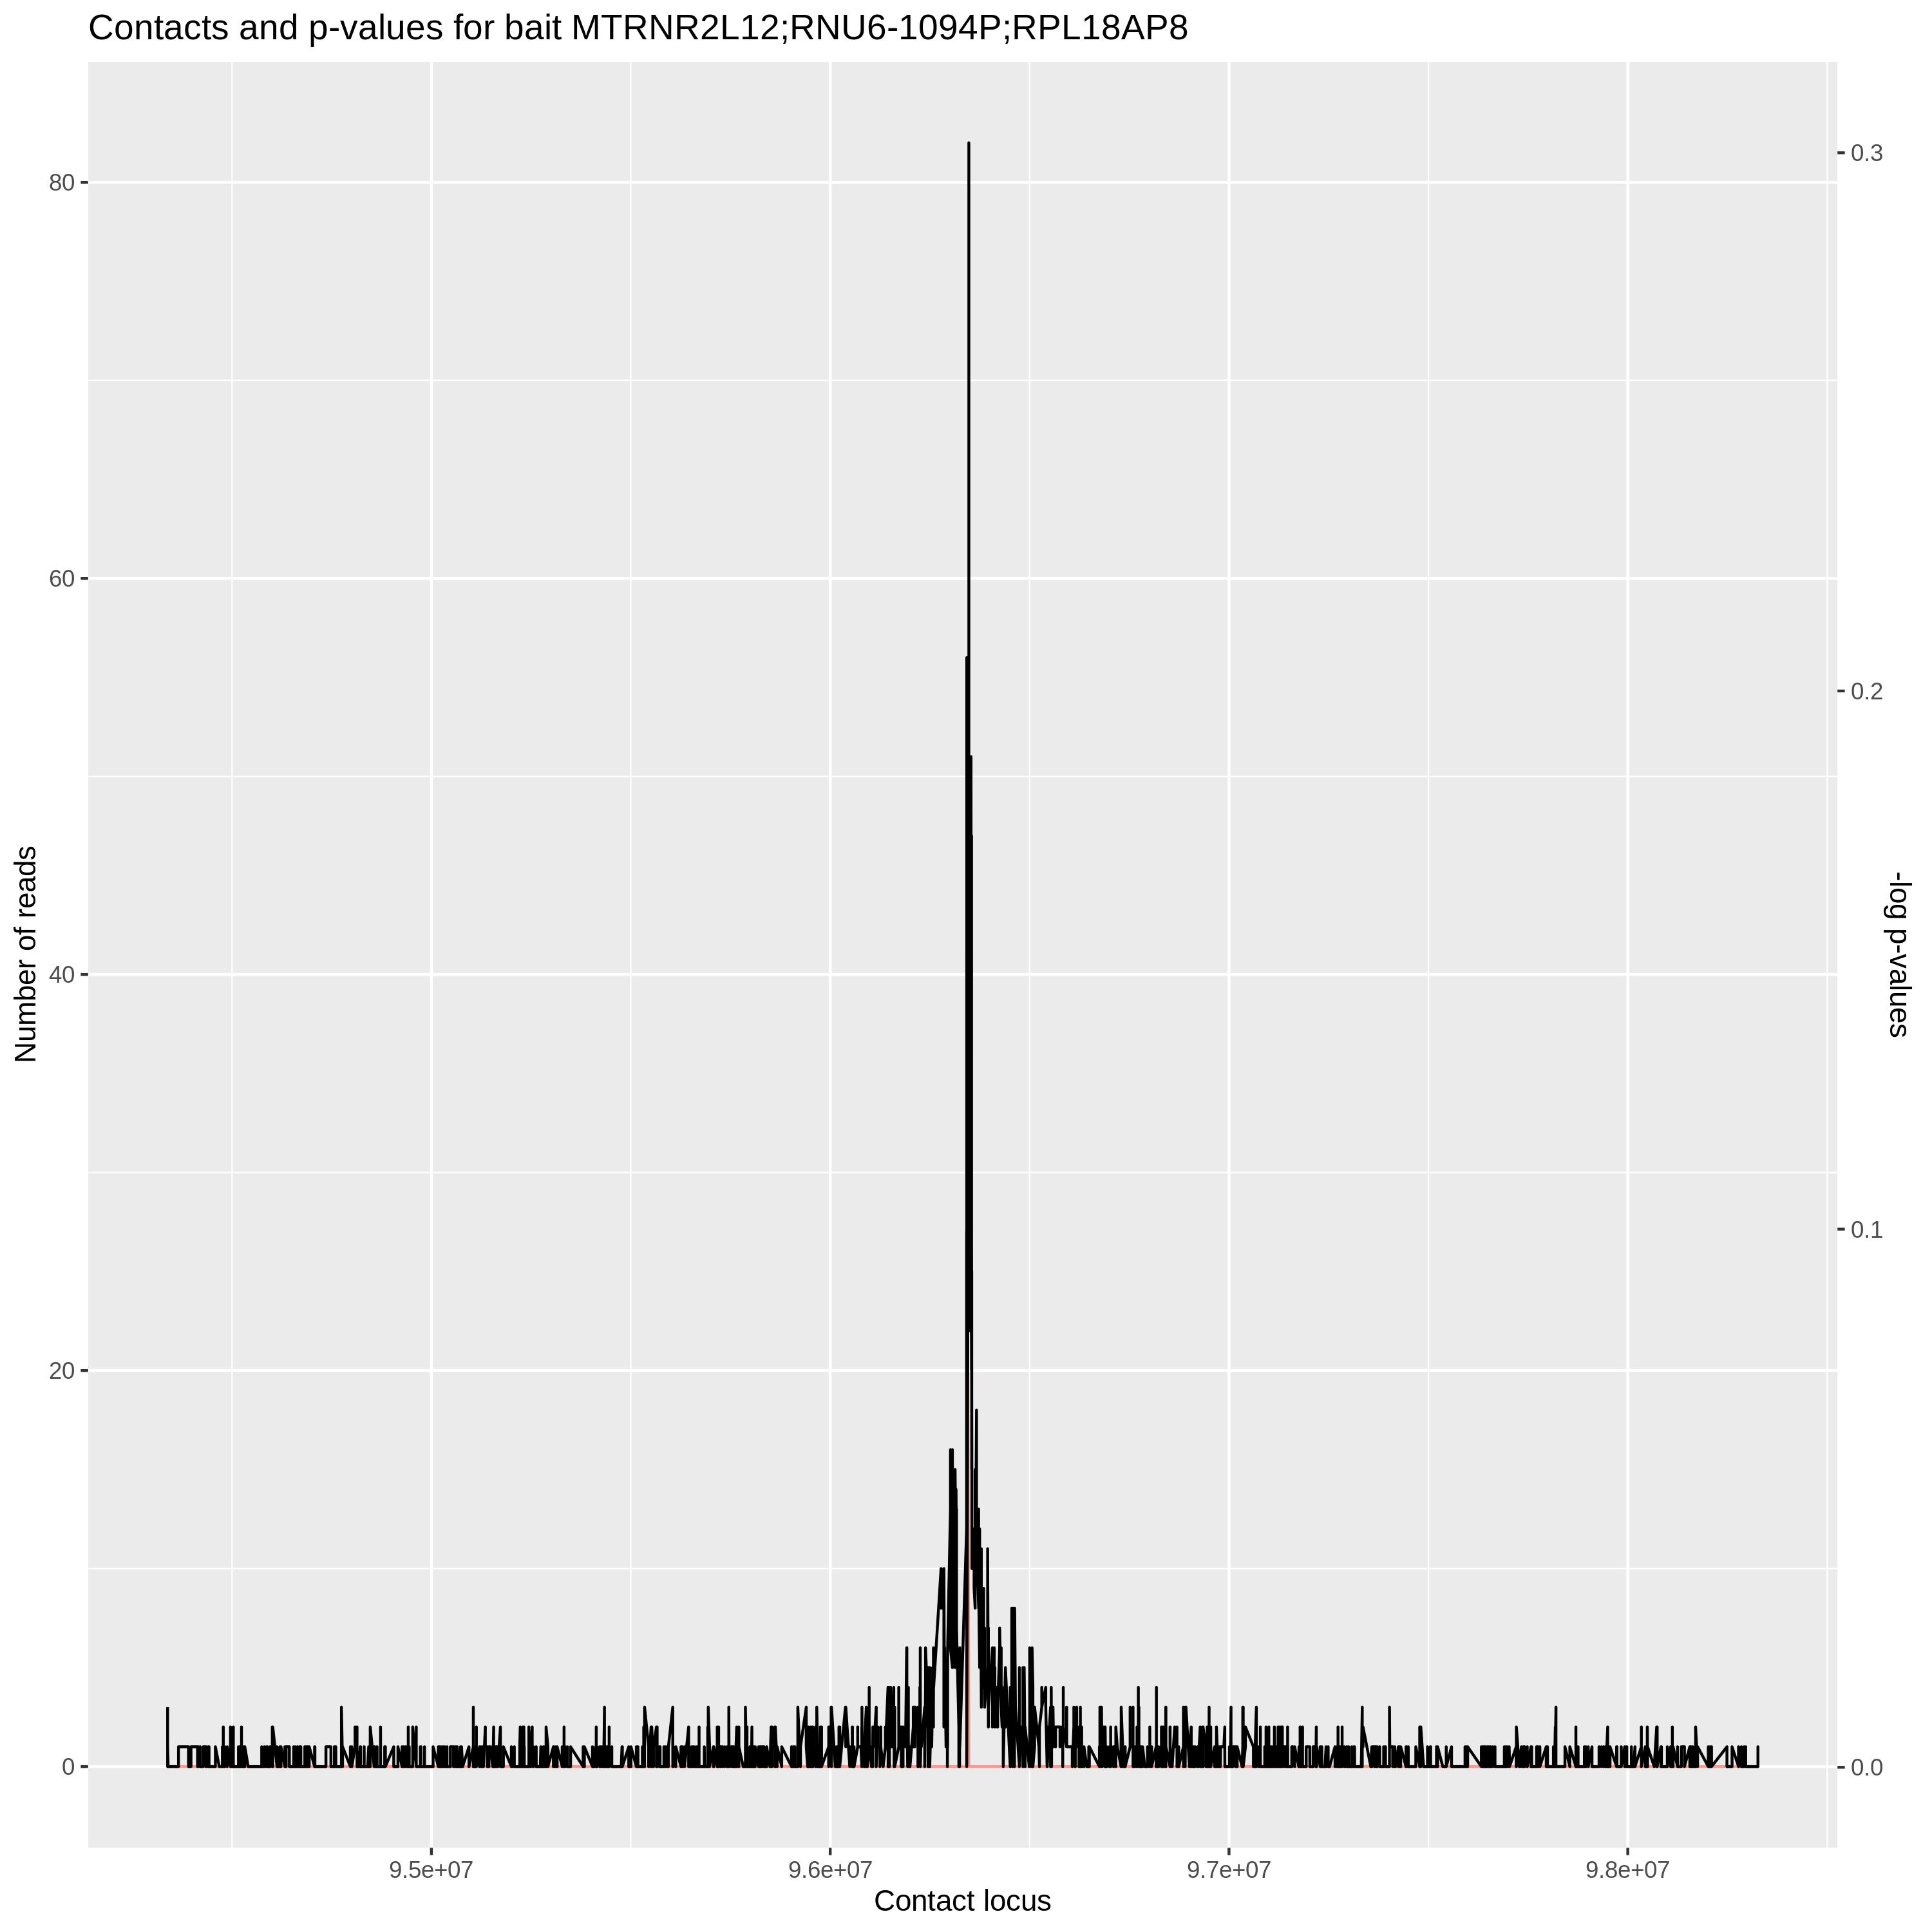 Contacts and p-values for bait MTRNR2L12;RNU6-1094P;RPL18AP8
80
60
40
20
0
Number of reads
0.3
0.2
0.1
0.0
-log p-values
9.5e+07
9.6e+07
9.7e+07
9.8e+07
Contact locus